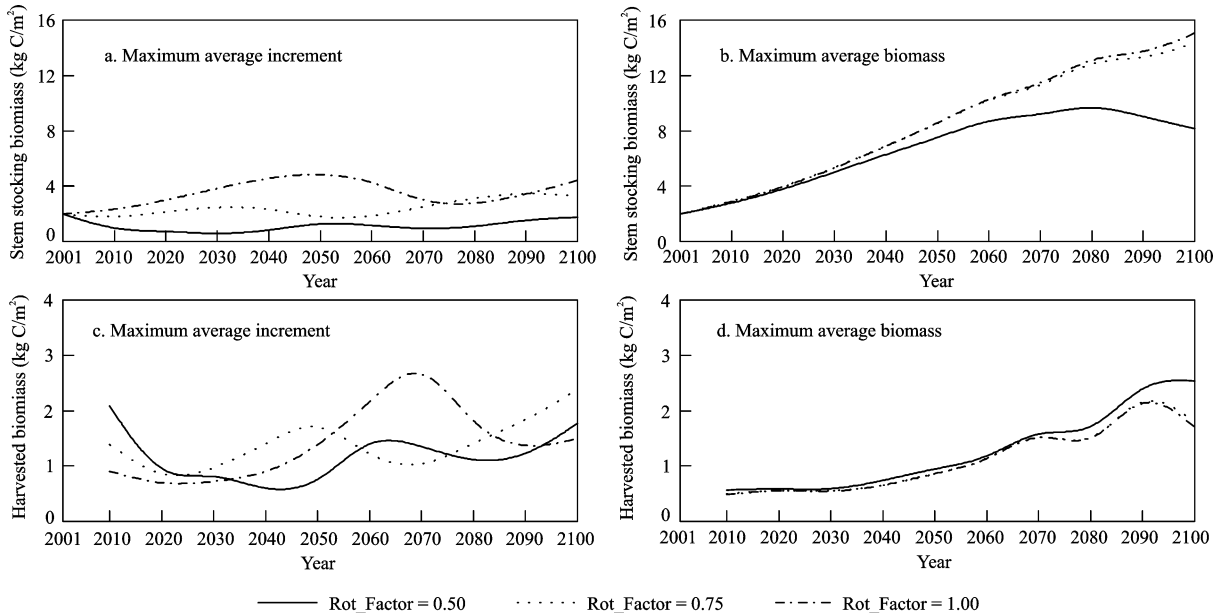 Stem stocking biomiass (kg C/m²)
16
12
8
4
0
a. Maximum average increment
2001 2010 2020 2030 2040 2050 2060 2070 2080 2090 2100
Year
Stem stocking biomiass (kg C/m²)
16
12
8
4
0
b. Maximum average biomass
2001 2010 2020 2030 2040 2050 2060 2070 2080 2090 2100
Year
Harvested biomiass (kg C/m²)
4
3
2
1
0
c. Maximum average increment
2001 2010 2020 2030 2040 2050 2060 2070 2080 2090 2100
Year
Harvested biomiass (kg C/m²)
4
3
2
1
0
d. Maximum average biomass
2001 2010 2020 2030 2040 2050 2060 2070 2080 2090 2100
Year
Rot_Factor = 0.50 Rot_Factor = 0.75 Rot_Factor = 1.00